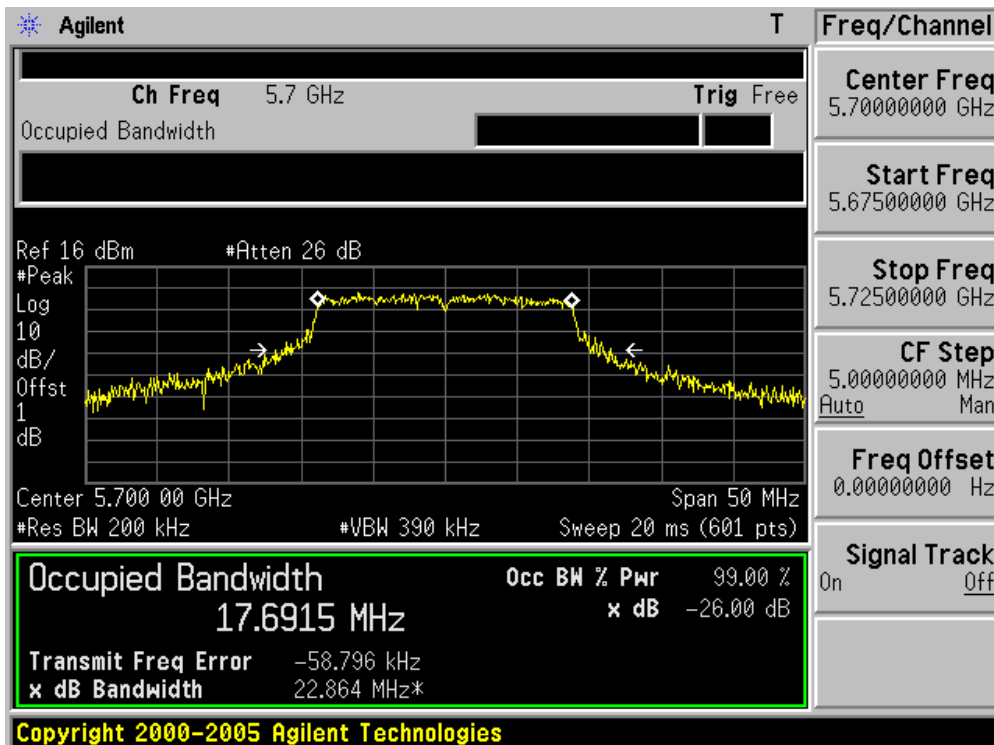 Agilent T Freq/Channel
Ch Freq 5.7 GHz Trig Free
Occupied Bandwidth
Center Freq
5.70000000 GHz
Start Freq
5.67500000 GHz
Stop Freq
5.72500000 GHz
CF Step
5.00000000 MHz
Auto Man
Freq Offset
0.00000000 Hz
Signal Track
On Off
Ref 16 dBm #Atten 26 dB
#Peak
Log
10
dB/
Offst
1
dB
Center 5.700 00 GHz Span 50 MHz
#Res BW 200 kHz #VBW 390 kHz Sweep 20 ms (601 pts)
Occupied Bandwidth Occ BW % Pwr 99.00 %
17.6915 MHz x dB -26.00 dB
Transmit Freq Error -58.796 kHz
x dB Bandwidth 22.864 MHz*
Copyright 2000-2005 Agilent Technologies